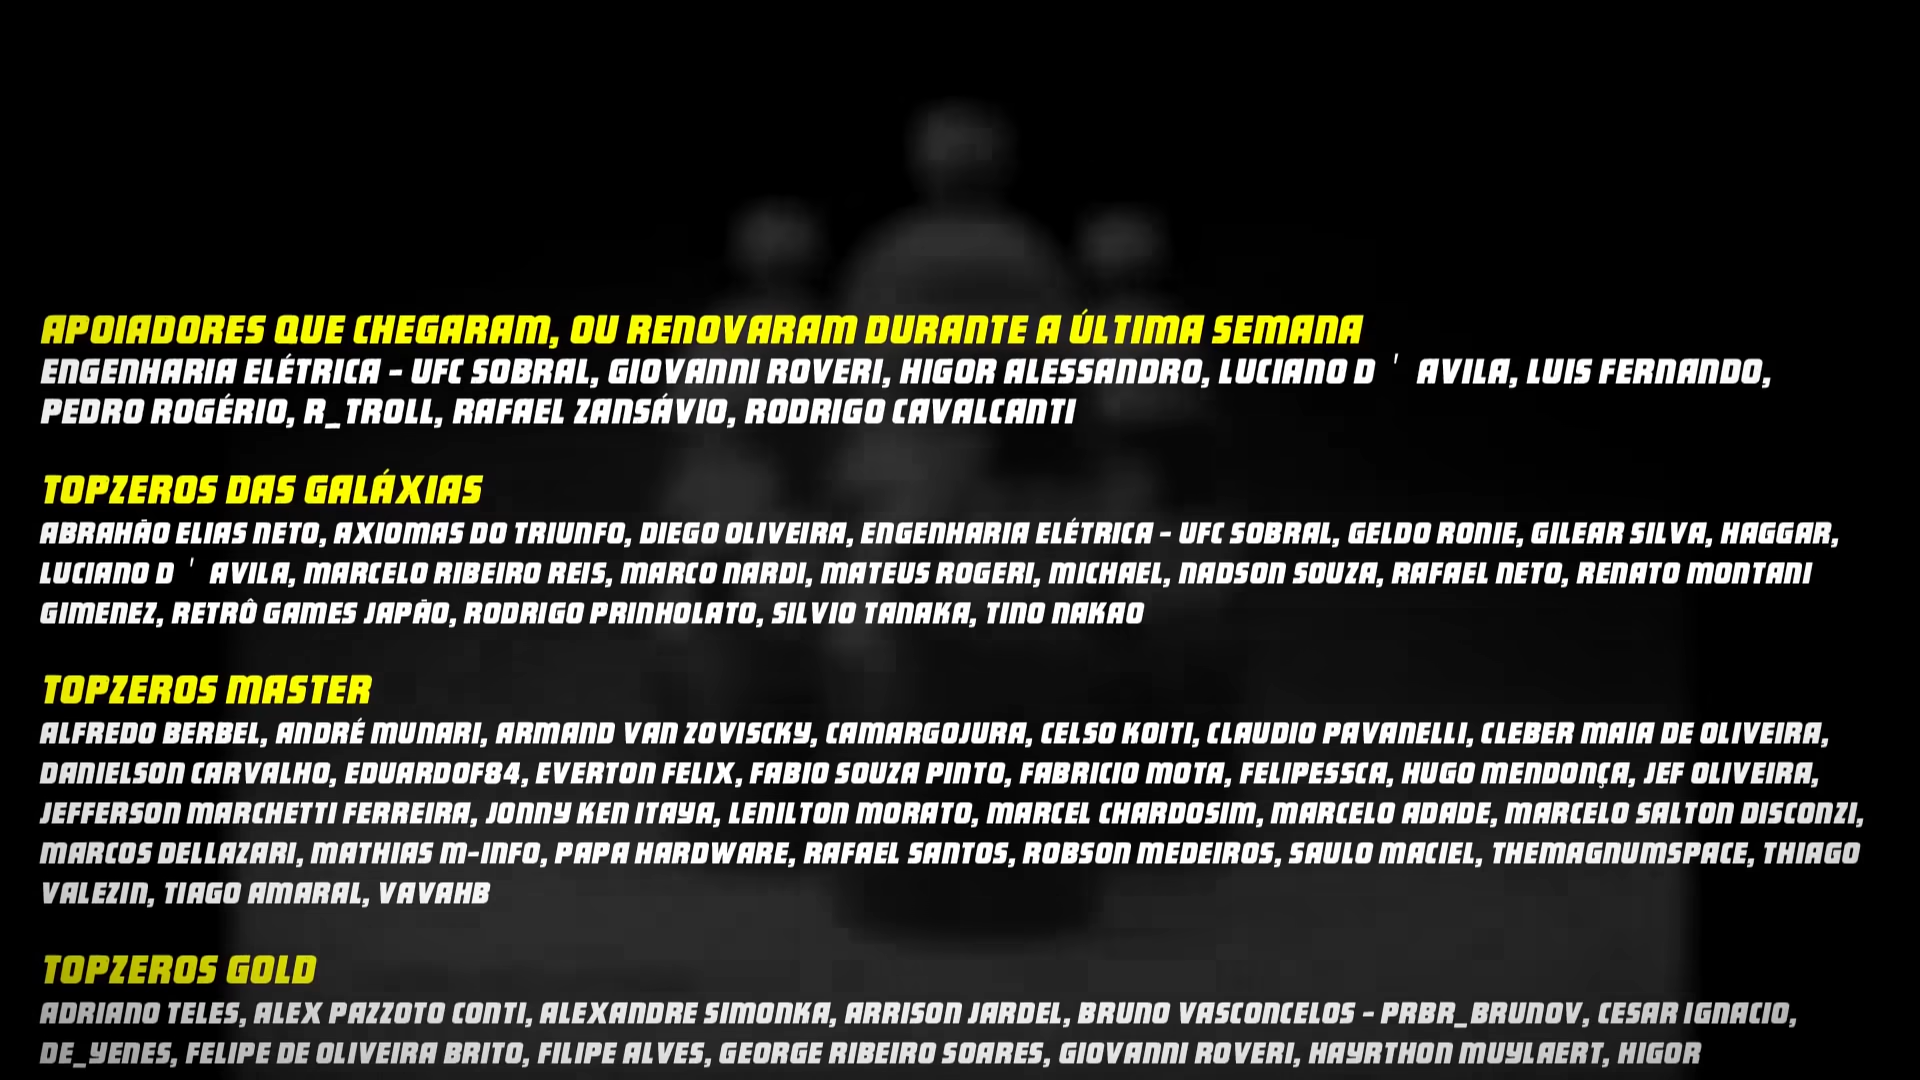 APOIADORES QUE CHEGARAM, OU RENOVARAM DURANTE A ÚLTIMA SEMANA
ENGENHARIA ELÉTRICA - UFC SOBRAL, GIOVANNI ROVERI, HIGOR ALESSANDRO, LUCIANO D ' AVILA, LUIS FERNANDO,
PEDRO ROGÉRIO, R_TROLL, RAFAEL ZANSÁVIO, RODRIGO CAVALCANTI
TOPZEROS DAS GALÁXIAS
ABRAHÃO ELIAS NETO, AXIOMAS DO TRIUNFO, DIEGO OLIVEIRA, ENGENHARIA ELÉTRICA - UFC SOBRAL, GELDO RONIE, GILEAR SILVA, HAGGAR,
LUCIANO D ' AVILA, MARCELO RIBEIRO REIS, MARCO NARDI, MATEUS ROGERI, MICHAEL, NADSON SOUZA, RAFAEL NETO, RENATO MONTANI
GIMENEZ, RETRÔ GAMES JAPÃO, RODRIGO PRINHOLATO, SILVIO TANAKA, TINO NAKAO
TOPZEROS MASTER
ALFREDO BERBEL, ANDRÉ MUNARI, ARMAND VAN ZOVISCKY, CAMARGOJURA, CELSO KOITI, CLAUDIO PAVANELLI, CLEBER MAIA DE OLIVEIRA,
DANIELSON CARVALHO, EDUARDOF84, EVERTON FELIX, FABIO SOUZA PINTO, FABRICIO MOTA, FELIPESSCA, HUGO MENDONÇA, JEF OLIVEIRA,
JEFFERSON MARCHETTI FERREIRA, JONNY KEN ITAYA, LENILTON MORATO, MARCEL CHARDOSIM, MARCELO ADADE, MARCELO SALTON DISCONZI,
MARCOS DELLAZARI, MATHIAS M-INFO, PAPA HARDWARE, RAFAEL SANTOS, ROBSON MEDEIROS, SAULO MACIEL, THEMAGNUMSPACE, THIAGO
VALEZIN, TIAGO AMARAL, VAVAHB
TOPZEROS GOLD
ADRIANO TELES, ALEX PAZZOTO CONTI, ALEXANDRE SIMONKA, ARRISON JARDEL, BRUNO VASCONCELOS - PRBR_BRUNOV, CESAR IGNACIO,
DE_YENES, FELIPE DE OLIVEIRA BRITO, FILIPE ALVES, GEORGE RIBEIRO SOARES, GIOVANNI ROVERI, HAYRTHON MUYLAERT, HIGOR